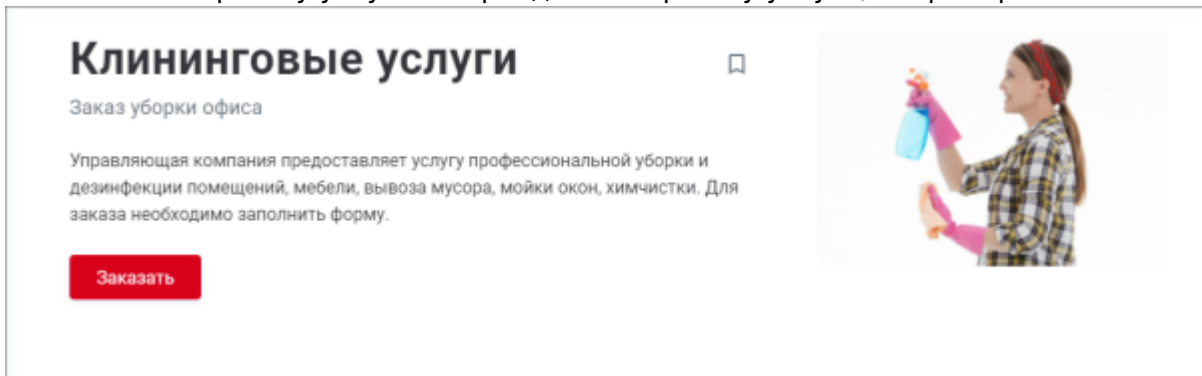 Клининговые услуги
Заказ уборки офиса
Управляющая компания предоставляет услугу профессиональной уборки и
дезинфекции помещений, мебели, вывоза мусора, мойки окон, химчистки. Для
заказа необходимо заполнить форму.
Заказать